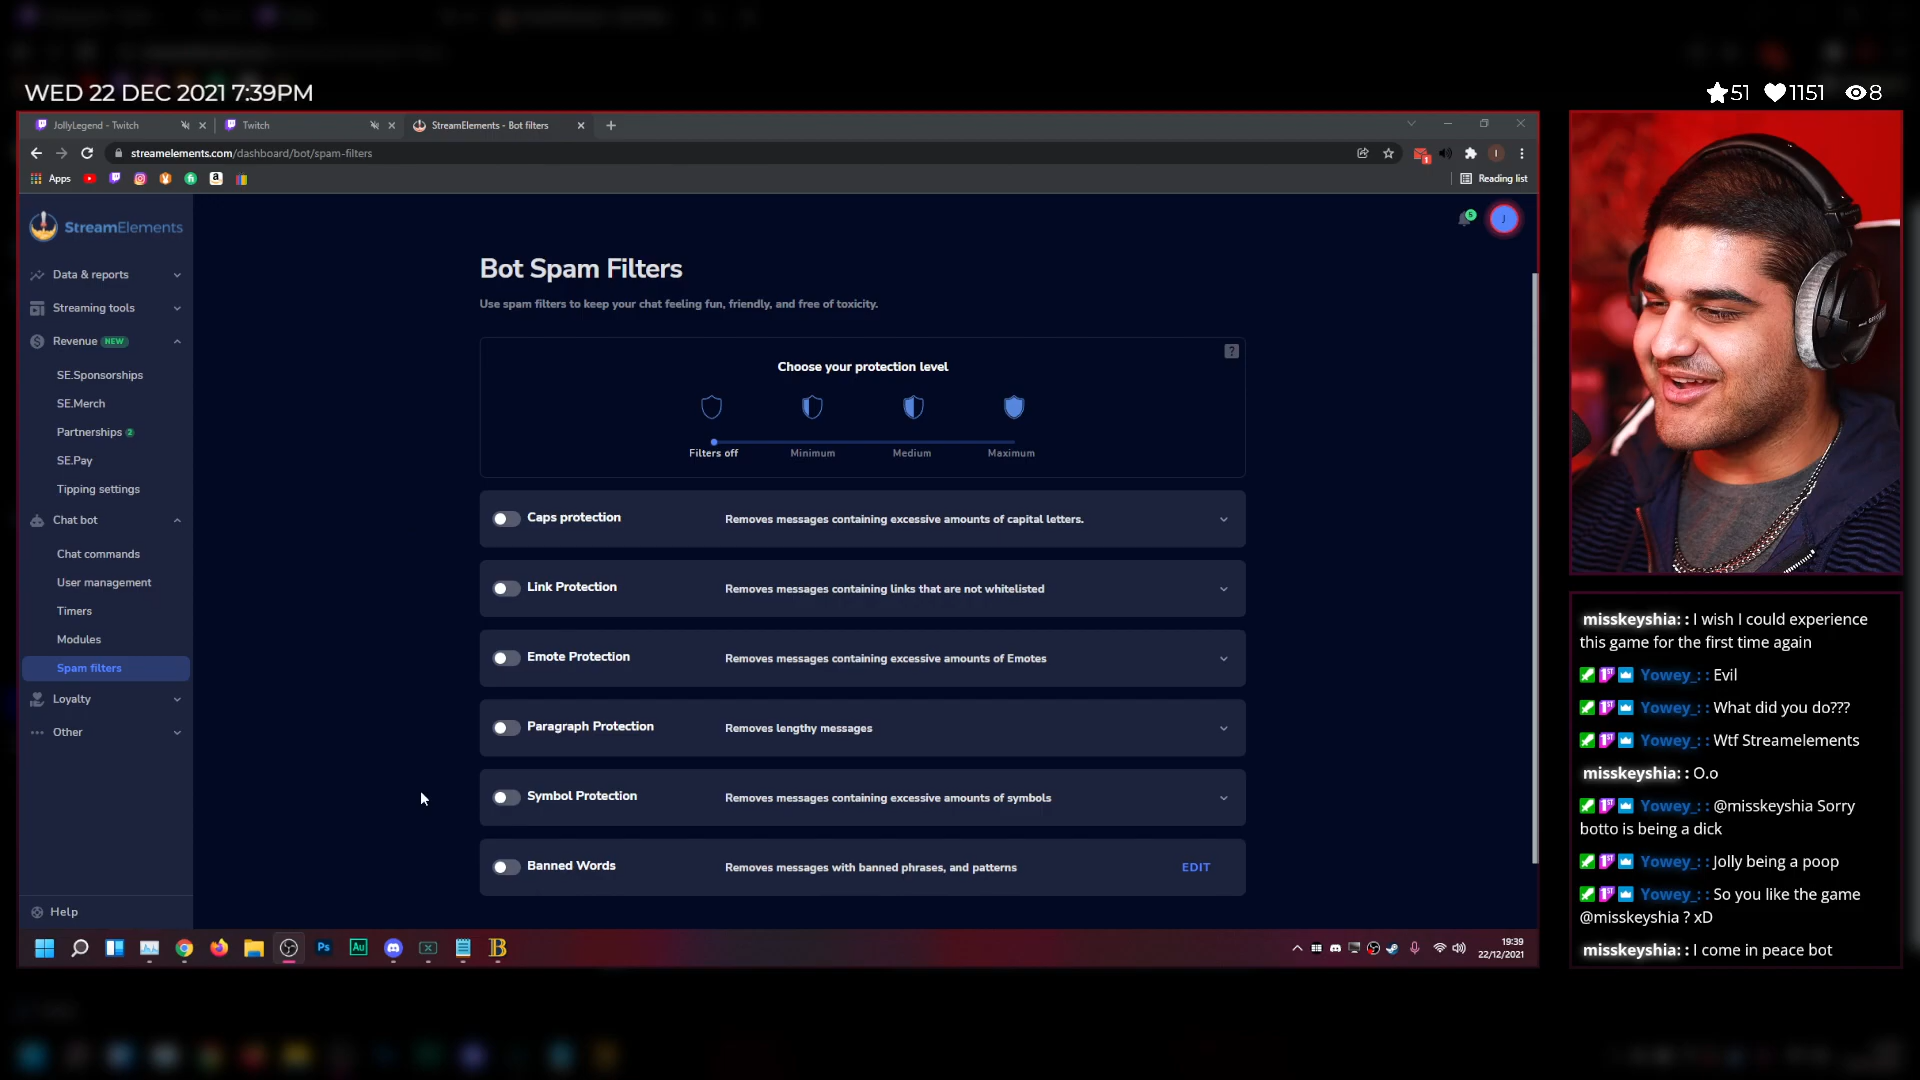 WED 22 DEC 2021 7:39PM
51 1151 8
JollyLegend - Twitch
Twitch
StreamElements - Bot filters
streamelements.com/dashboard/bot/spam-filters
Apps
Reading list
StreamElements
Data & reports
Streaming tools
Revenue NEW
SE.Sponsorships
SE.Merch
Partnerships 2
SE.Pay
Tipping settings
Chat bot
Chat commands
User management
Timers
Modules
Spam filters
Loyalty
Other
Help
J
Bot Spam Filters
Use spam filters to keep your chat feeling fun, friendly, and free of toxicity.
?
Choose your protection level
Filters off Minimum Medium Maximum
Caps protection Removes messages containing excessive amounts of capital letters.
Link Protection Removes messages containing links that are not whitelisted
Emote Protection Removes messages containing excessive amounts of Emotes
Paragraph Protection Removes lengthy messages
Symbol Protection Removes messages containing excessive amounts of symbols
Banned Words Removes messages with banned phrases, and patterns EDIT
Ps Au B
19:39
22/12/2021
misskeyshia: : I wish I could experience
this game for the first time again
Yowey_: : Evil
Yowey_: : What did you do???
Yowey_: : Wtf Streamelements
misskeyshia: : O.o
Yowey_: : @misskeyshia Sorry
botto is being a dick
Yowey_: : Jolly being a poop
Yowey_: : So you like the game
@misskeyshia ? xD
misskeyshia: : I come in peace bot